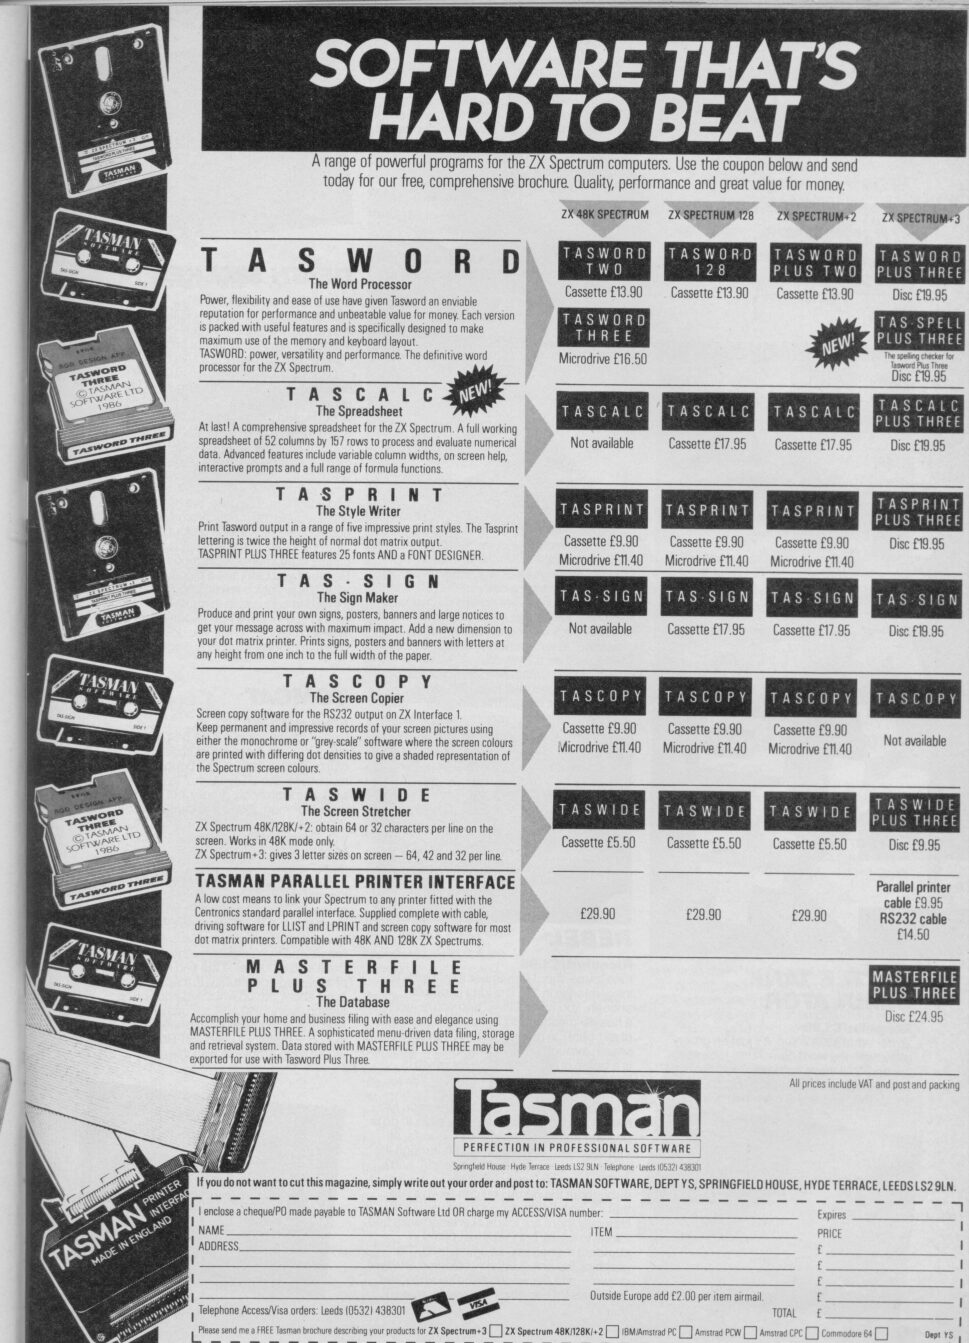 SOFTWARE THAT'S
HARD TO BEAT
A range of powerful programs for the ZX Spectrum computers. Use the coupon below and send
today for our free, comprehensive brochure. Quality, performance and great value for money.
ZX 48K SPECTRUM ZX SPECTRUM 128 ZX SPECTRUM+2 ZX SPECTRUM+3
TASWORD
The Word Processor
Power, flexibility and ease of use have given Tasword an enviable
reputation for performance and unbeatable value for money. Each version
is packed with useful features and is specifically designed to make
maximum use of the memory and keyboard layout.
TASWORD: power, versatility and performance. The definitive word
processor for the ZX Spectrum.
TASWORD TWO
Cassette £13.90
TASWORD THREE
Microdrive £16.50
TASWORD 128
Cassette £13.90
TASWORD PLUS TWO
Cassette £13.90
TASWORD PLUS THREE
Disc £19.95
NEW!
TAS-SPELL PLUS THREE
The spelling checker for
Tasword Plus Three
Disc £19.95
TASCALC
NEW!
The Spreadsheet
At last! A comprehensive spreadsheet for the ZX Spectrum. A full working
spreadsheet of 52 columns by 157 rows to process and evaluate numerical
data. Advanced features include variable column widths, on screen help,
interactive prompts and a full range of formula functions.
TASCALC
Not available
TASCALC
Cassette £17.95
TASCALC
Cassette £17.95
TASCALC PLUS THREE
Disc £19.95
TASPRINT
The Style Writer
Print Tasword output in a range of five impressive print styles. The Tasprint
lettering is twice the height of normal dot matrix output.
TASPRINT PLUS THREE features 25 fonts AND a FONT DESIGNER.
TASPRINT
Cassette £9.90
Microdrive £11.40
TASPRINT
Cassette £9.90
Microdrive £11.40
TASPRINT
Cassette £9.90
Microdrive £11.40
TASPRINT PLUS THREE
Disc £19.95
TAS-SIGN
The Sign Maker
Produce and print your own signs, posters, banners and large notices to
get your message across with maximum impact. Add a new dimension to
your dot matrix printer. Prints signs, posters and banners with letters at
any height from one inch to the full width of the paper.
TAS-SIGN
Not available
TAS-SIGN
Cassette £17.95
TAS-SIGN
Cassette £17.95
TAS-SIGN
Disc £19.95
TASCOPY
The Screen Copier
Screen copy software for the RS232 output on ZX Interface 1.
Keep permanent and impressive records of your screen pictures using
either the monochrome or "grey-scale" software where the screen colours
are printed with differing dot densities to give a shaded representation of
the Spectrum screen colours.
TASCOPY
Cassette £9.90
Microdrive £11.40
TASCOPY
Cassette £9.90
Microdrive £11.40
TASCOPY
Cassette £9.90
Microdrive £11.40
TASCOPY
Not available
TASWIDE
The Screen Stretcher
ZX Spectrum 48K/128K/+2: obtain 64 or 32 characters per line on the
screen. Works in 48K mode only.
ZX Spectrum+3: gives 3 letter sizes on screen — 64, 42 and 32 per line.
TASWIDE
Cassette £5.50
TASWIDE
Cassette £5.50
TASWIDE
Cassette £5.50
TASWIDE PLUS THREE
Disc £9.95
TASMAN PARALLEL PRINTER INTERFACE
A low cost means to link your Spectrum to any printer fitted with the
Centronics standard parallel interface. Supplied complete with cable,
driving software for LLIST and LPRINT and screen copy software for most
dot matrix printers. Compatible with 48K AND 128K ZX Spectrums.
£29.90
£29.90
£29.90
Parallel printer
cable £9.95
RS232 cable
£14.50
MASTERFILE
PLUS THREE
The Database
Accomplish your home and business filing with ease and elegance using
MASTERFILE PLUS THREE. A sophisticated menu-driven data filing, storage
and retrieval system. Data stored with MASTERFILE PLUS THREE may be
exported for use with Tasword Plus Three.
MASTERFILE PLUS THREE
Disc £24.95
All prices include VAT and post and packing
Tasman
PERFECTION IN PROFESSIONAL SOFTWARE
Springfield House Hyde Terrace Leeds LS2 9LN Telephone Leeds (0532) 438301
If you do not want to cut this magazine, simply write out your order and post to: TASMAN SOFTWARE, DEPT YS, SPRINGFIELD HOUSE, HYDE TERRACE, LEEDS LS2 9LN.
I enclose a cheque/PO made payable to TASMAN Software Ltd OR charge my ACCESS/VISA number: Expires
NAME ITEM PRICE
ADDRESS £
£
£
Outside Europe add £2.00 per item airmail. £
Telephone Access/Visa orders: Leeds (0532) 438301 VISA TOTAL £
Please send me a FREE Tasman brochure describing your products for ZX Spectrum+3 ZX Spectrum 48K/128K/+2 IBM/Amstrad PC Amstrad PCW Amstrad CPC Commodore 64 Dept YS
TASMAN
TASMAN
SOFTWARE
TAS-SIGN
SIDE 1
RGR DESIGN APP
TASWORD
THREE
© TASMAN
SOFTWARE LTD
1986
TASWORD THREE
TASMAN
TASMAN
SOFTWARE
TAS-SIGN
SIDE 1
TASWORD
THREE
© TASMAN
SOFTWARE LTD
1986
TASWORD THREE
TASMAN
SOFTWARE
TAS-SIGN
SIDE 1
TASMAN
PRINTER
INTERFACE
MADE IN ENGLAND